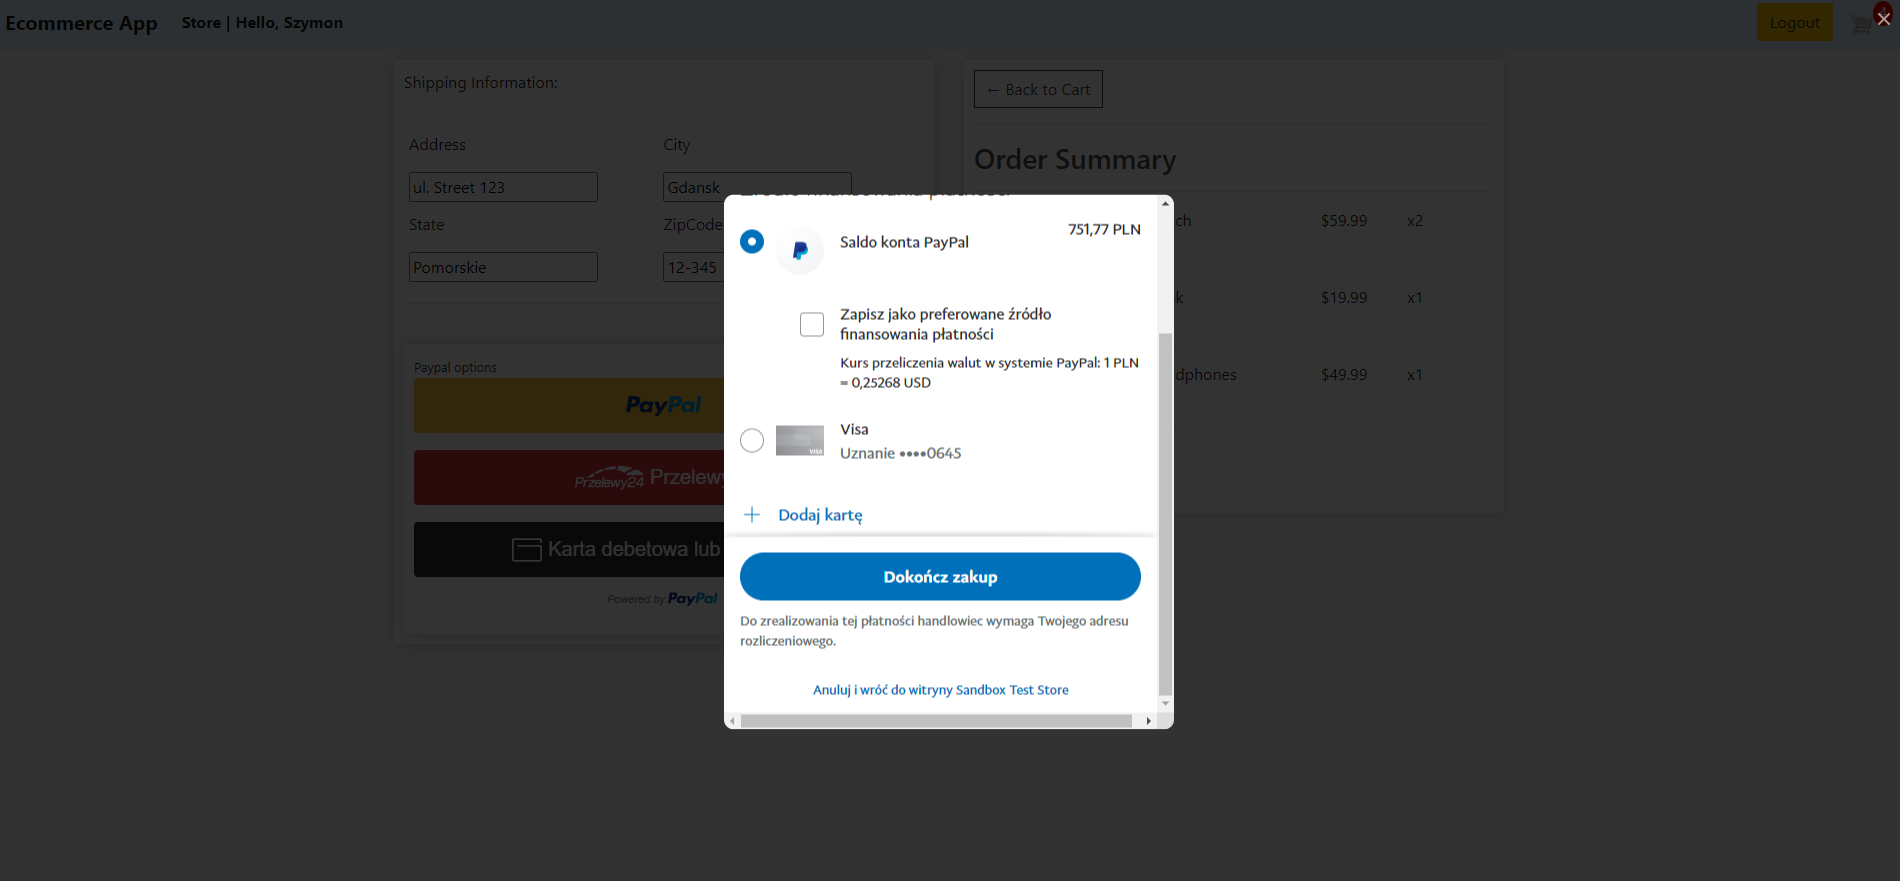 Ecommerce App
Store | Hello, Szymon
Logout
Shipping Information:
Address
City
ul. Street 123
Gdansk
State
ZipCode
Pomorskie
12-345
Paypal options
PayPal
Przelewy24
Karta debetowa lub
Powered by PayPal
← Back to Cart
Order Summary
$59.99 x2
$19.99 x1
$49.99 x1
751,77 PLN
Saldo konta PayPal
Zapisz jako preferowane źródło
finansowania płatności
Kurs przeliczenia walut w systemie PayPal: 1 PLN
= 0,25268 USD
VISA
Visa
Uznanie ••••0645
Dodaj kartę
Dokończ zakup
Do zrealizowania tej płatności handlowiec wymaga Twojego adresu
rozliczeniowego.
Anuluj i wróć do witryny Sandbox Test Store